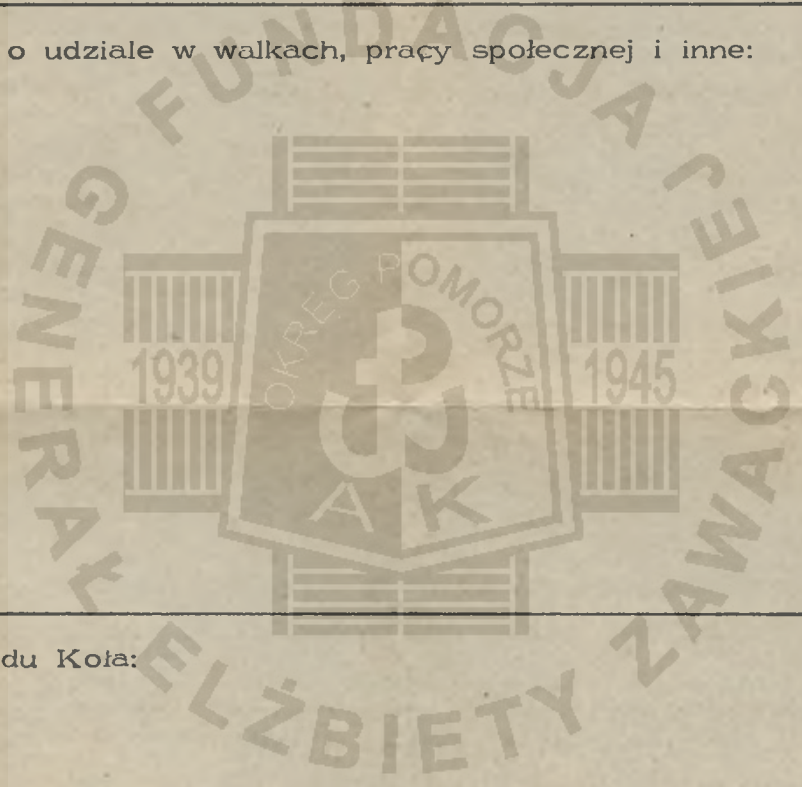 o udziale w walkach, pracy społecznej i inne:
FUNDACJA
GENERAŁ ELŻBIETY ZAWACKIEJ
OKRĘG POMORZE
1939
1945
AK
du Koła: